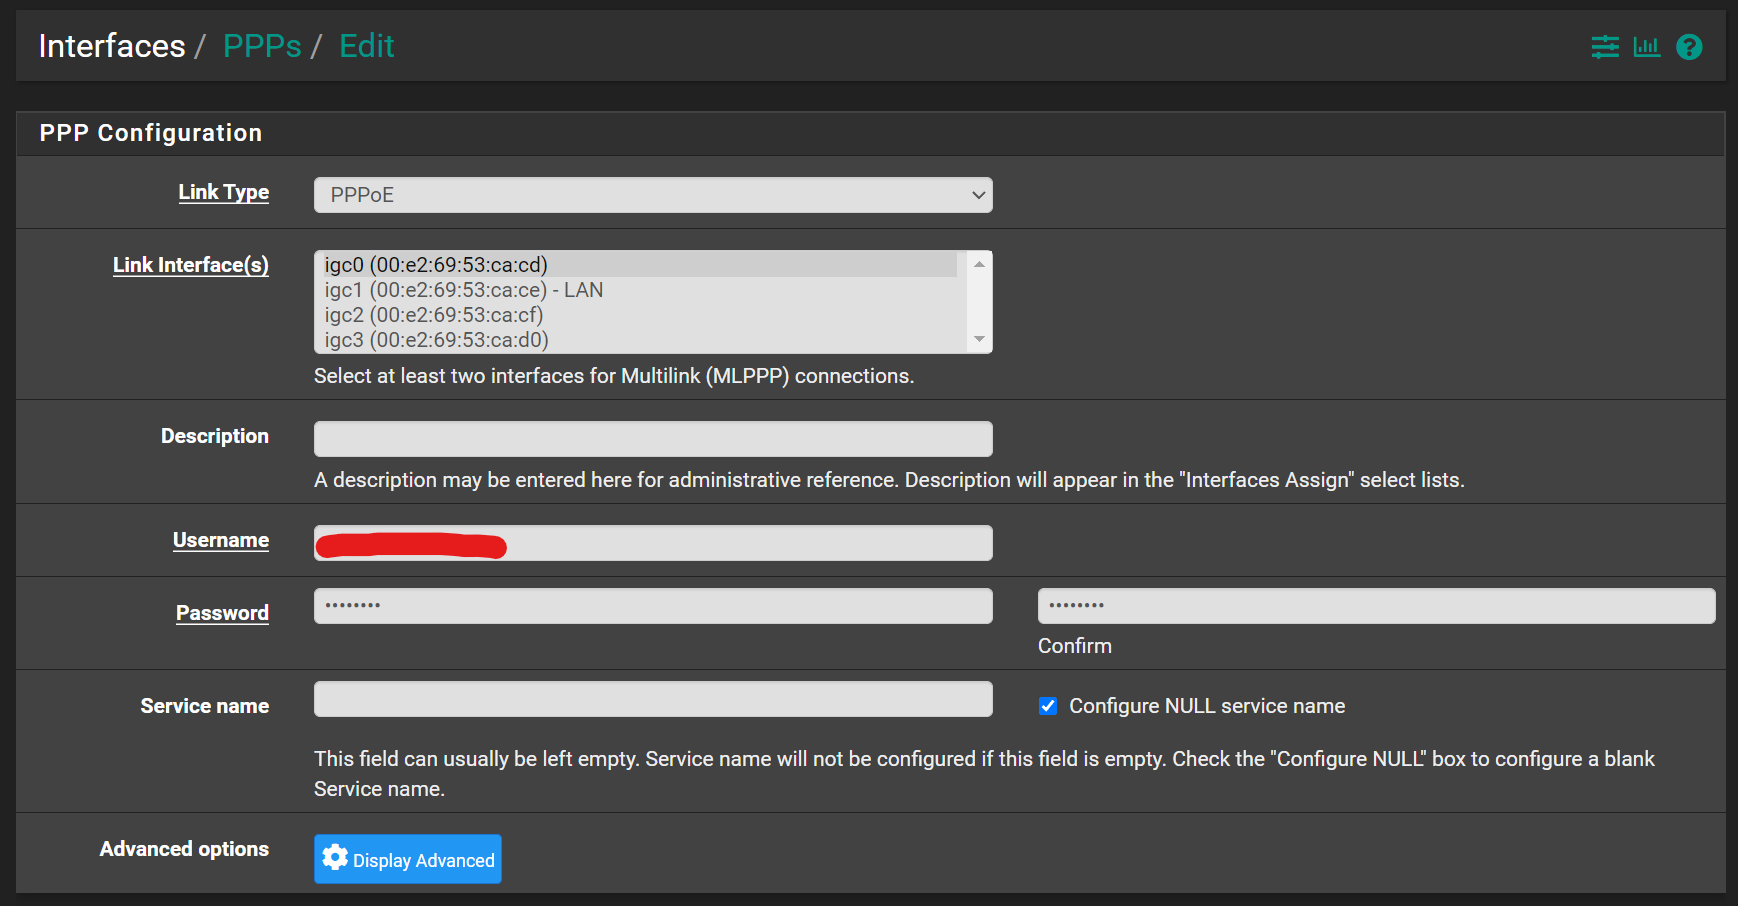 Interfaces / PPPs / Edit
PPP Configuration
Link Type
PPPoE
Link Interface(s)
igc0 (00:e2:69:53:ca:cd)
igc1 (00:e2:69:53:ca:ce) - LAN
igc2 (00:e2:69:53:ca:cf)
igc3 (00:e2:69:53:ca:d0)
Select at least two interfaces for Multilink (MLPPP) connections.
Description
A description may be entered here for administrative reference. Description will appear in the "Interfaces Assign" select lists.
Username
Password
•••••••• ••••••••
Confirm
Service name
Configure NULL service name
This field can usually be left empty. Service name will not be configured if this field is empty. Check the "Configure NULL" box to configure a blank
Service name.
Advanced options
Display Advanced